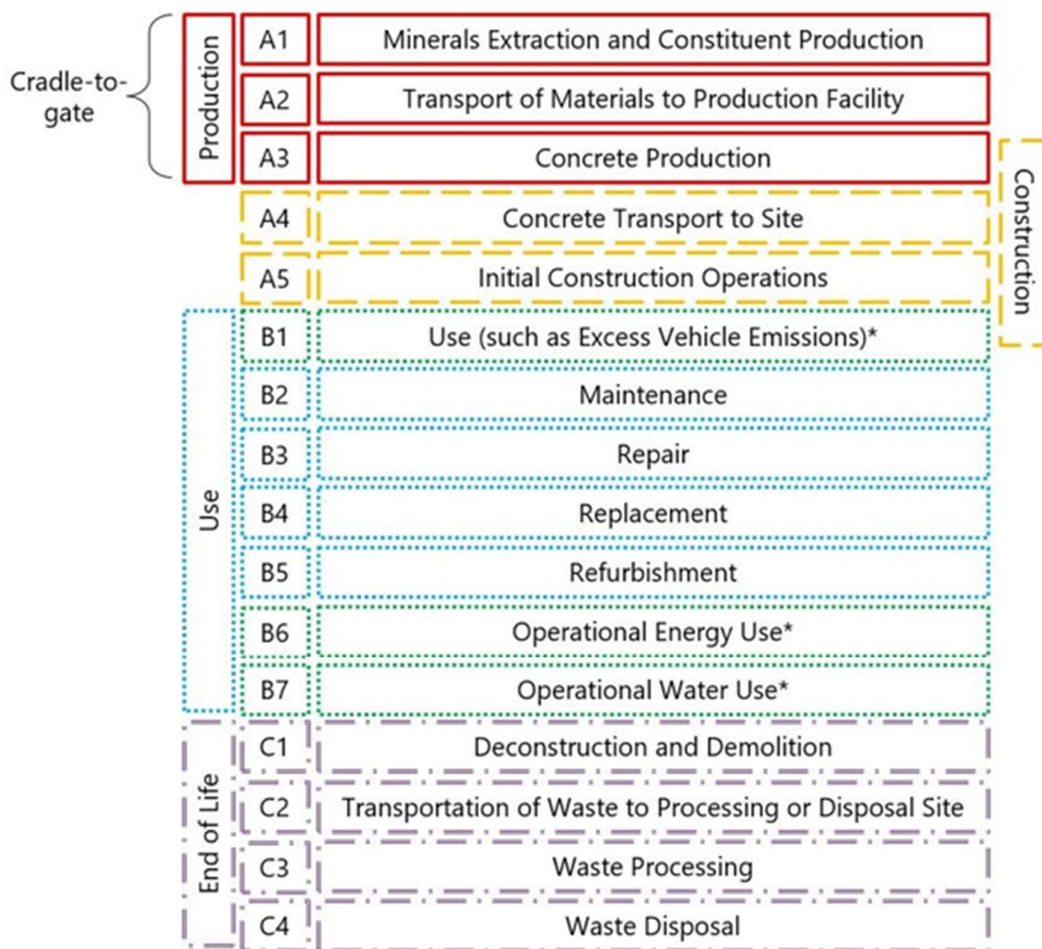 Cradle-to-
gate
Production
A1 Minerals Extraction and Constituent Production
A2 Transport of Materials to Production Facility
A3 Concrete Production
Construction
A4 Concrete Transport to Site
A5 Initial Construction Operations
Use
B1 Use (such as Excess Vehicle Emissions)*
B2 Maintenance
B3 Repair
B4 Replacement
B5 Refurbishment
B6 Operational Energy Use*
B7 Operational Water Use*
End of Life
C1 Deconstruction and Demolition
C2 Transportation of Waste to Processing or Disposal Site
C3 Waste Processing
C4 Waste Disposal